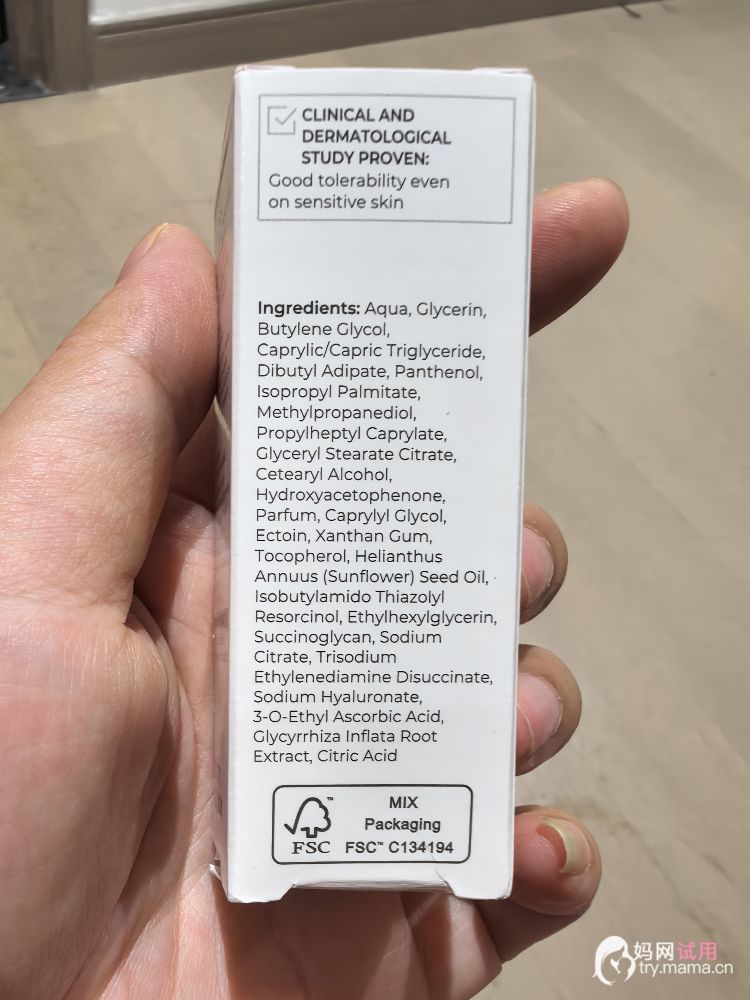 CLINICAL AND
DERMATOLOGICAL
STUDY PROVEN:
Good tolerability even
on sensitive skin
Ingredients: Aqua, Glycerin,
Butylene Glycol,
Caprylic/Capric Triglyceride,
Dibutyl Adipate, Panthenol,
Isopropyl Palmitate,
Methylpropanediol,
Propylheptyl Caprylate,
Glyceryl Stearate Citrate,
Cetearyl Alcohol,
Hydroxyacetophenone,
Parfum, Caprylyl Glycol,
Ectoin, Xanthan Gum,
Tocopherol, Helianthus
Annuus (Sunflower) Seed Oil,
Isobutylamido Thiazolyl
Resorcinol, Ethylhexylglycerin,
Succinoglycan, Sodium
Citrate, Trisodium
Ethylenediamine Disuccinate,
Sodium Hyaluronate,
3-O-Ethyl Ascorbic Acid,
Glycyrrhiza Inflata Root
Extract, Citric Acid
FSC™
MIX
Packaging
FSC™ C134194
妈网试用
try.mama.cn